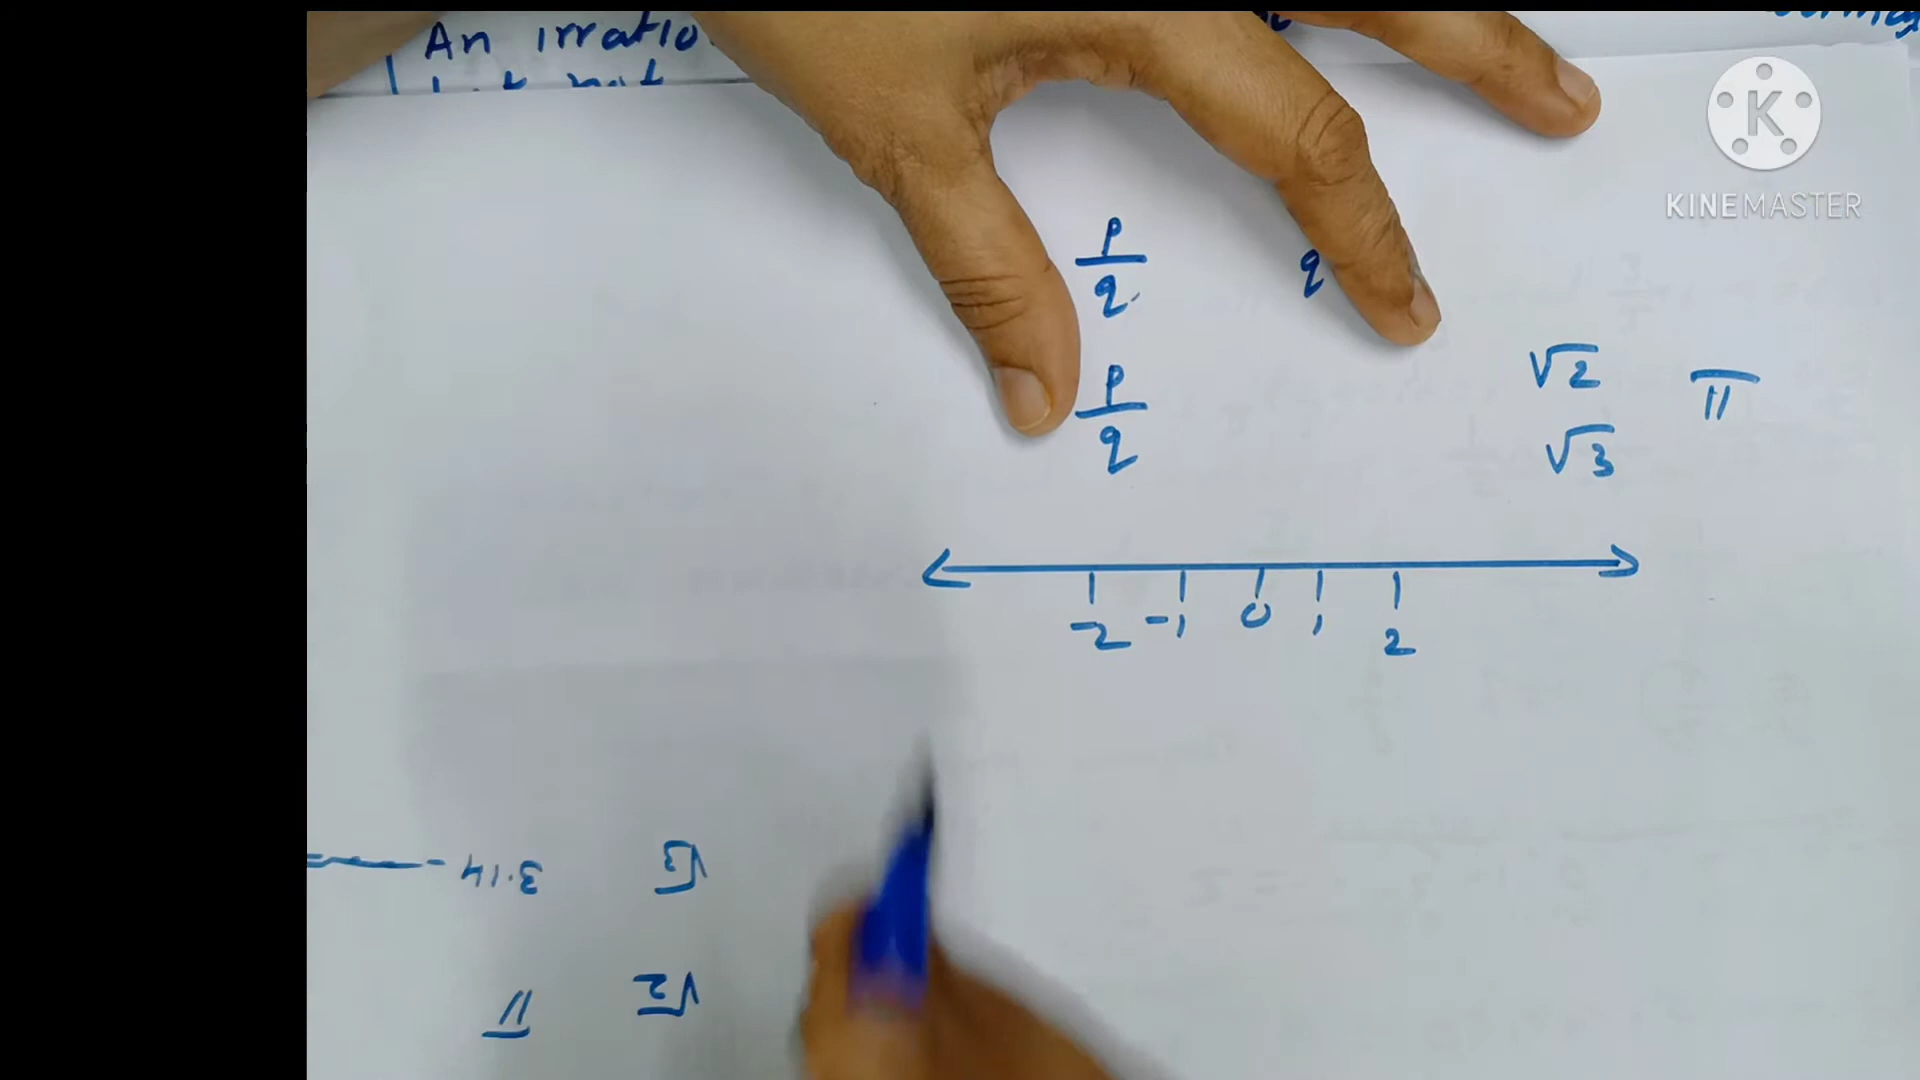 An irratio
KINEMASTER
p/q q
p/q
√2 π
√3
-2 -1 0 1 2
3.14 √3
π √2